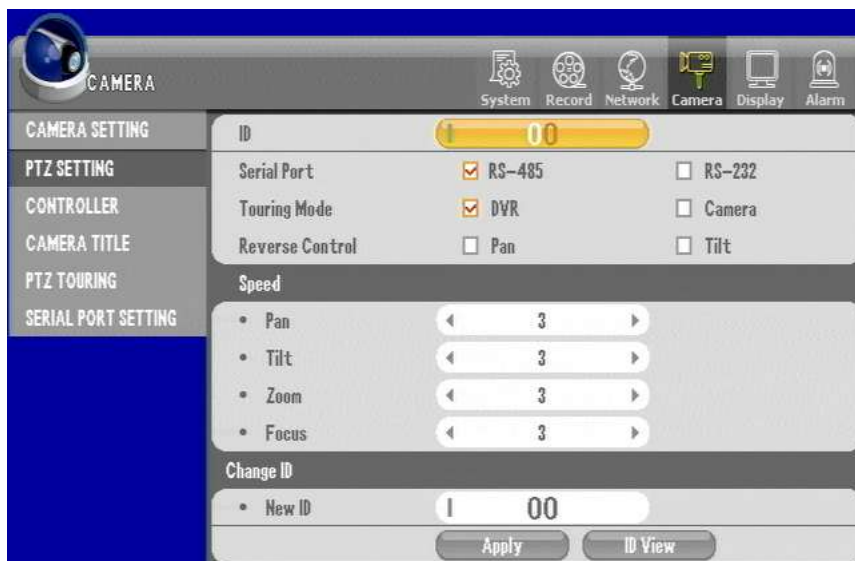 CAMERA
System Record Network Camera Display Alarm
CAMERA SETTING
PTZ SETTING
CONTROLLER
CAMERA TITLE
PTZ TOURING
SERIAL PORT SETTING
ID 00
Serial Port RS-485 RS-232
Touring Mode DVR Camera
Reverse Control Pan Tilt
Speed
• Pan 3
• Tilt 3
• Zoom 3
• Focus 3
Change ID
• New ID 00
Apply ID View